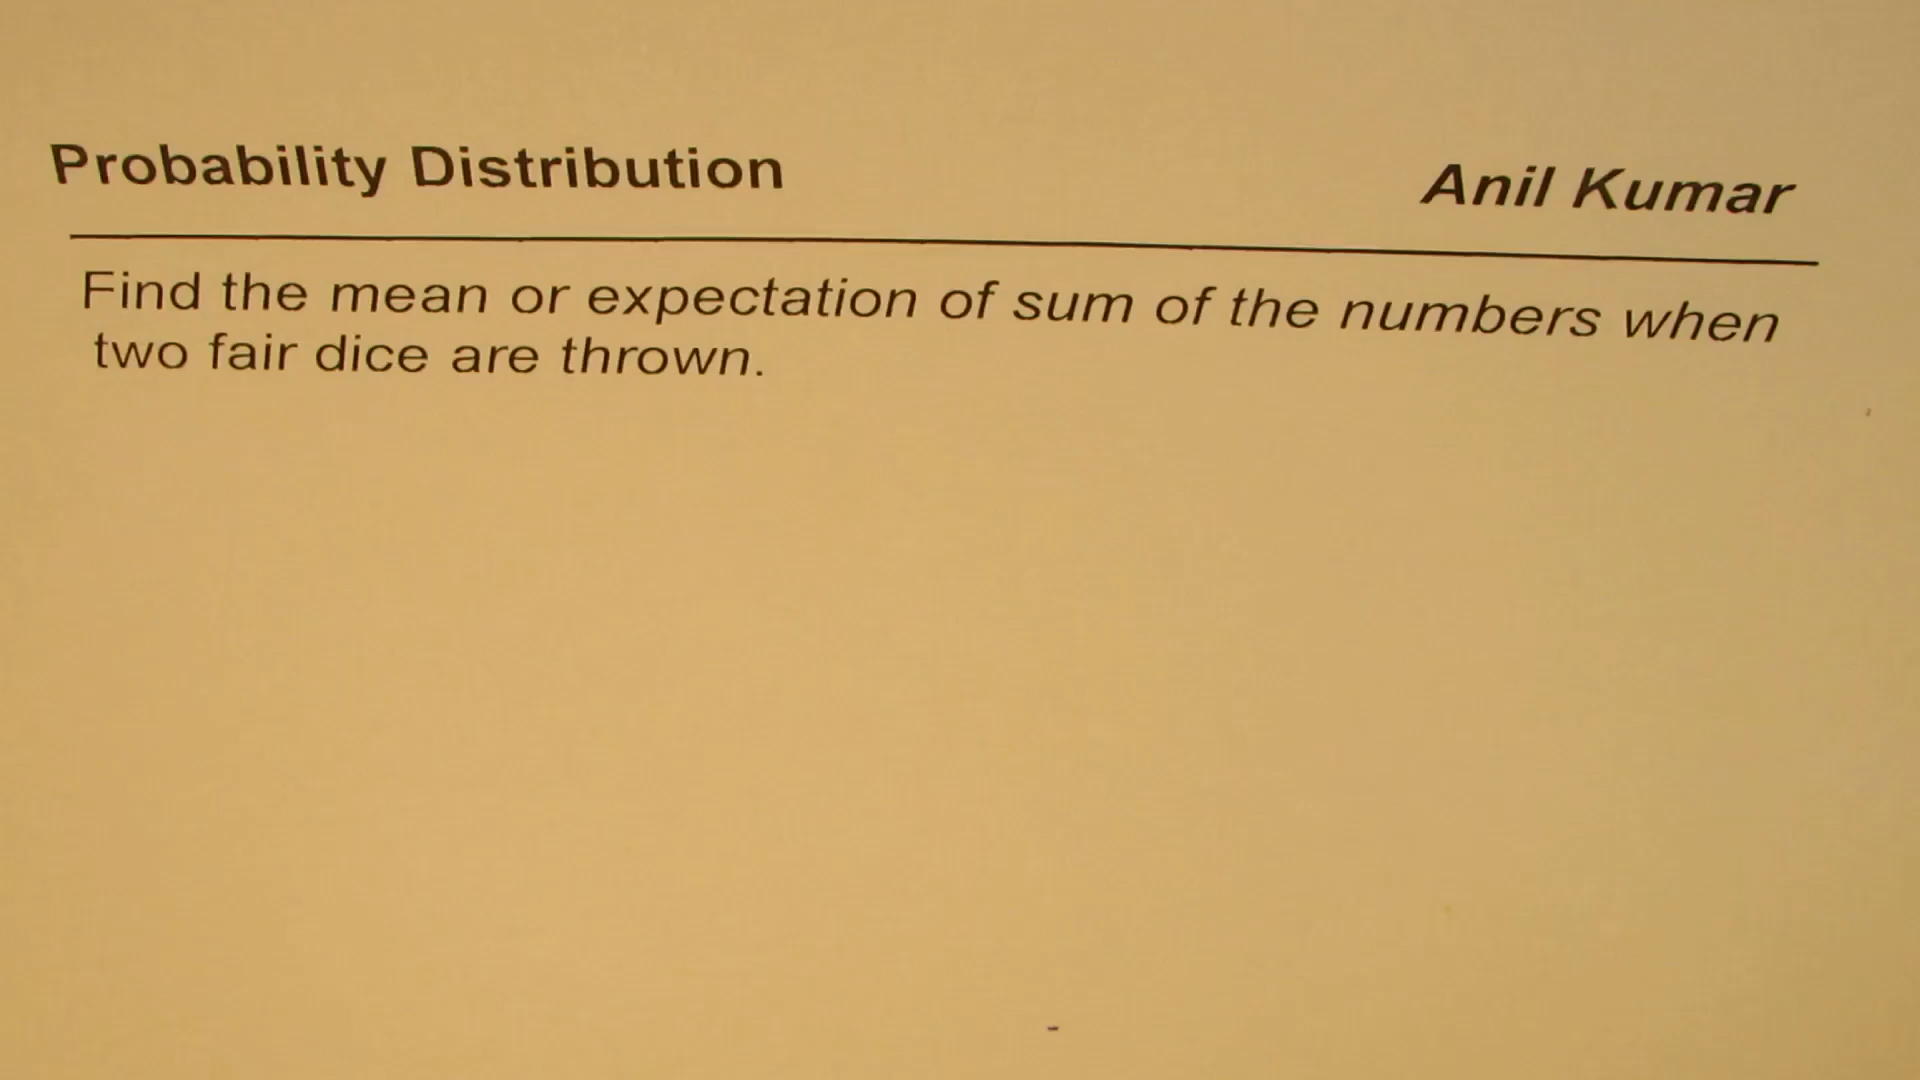 Probability Distribution
Anil Kumar
Find the mean or expectation of sum of the numbers when
two fair dice are thrown.